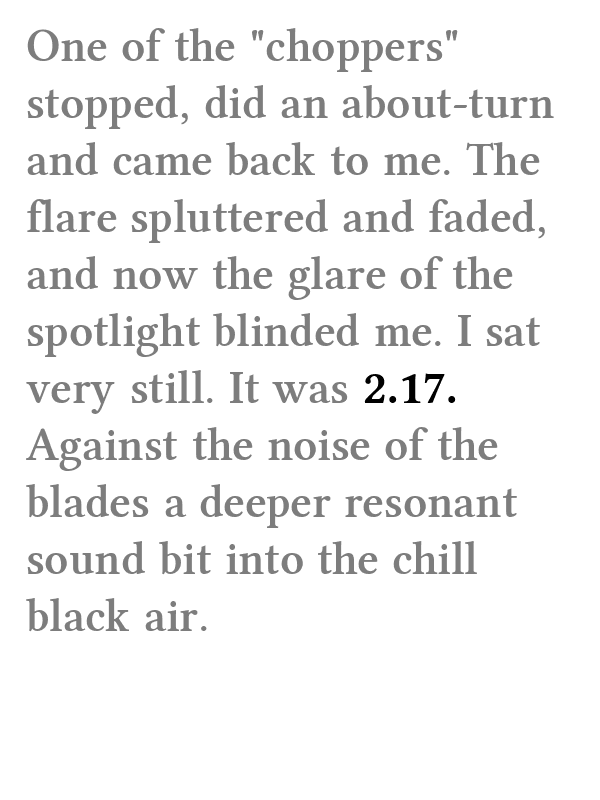 One of the "choppers"
stopped, did an about-turn
and came back to me. The
flare spluttered and faded,
and now the glare of the
spotlight blinded me. I sat
very still. It was 2.17.
Against the noise of the
blades a deeper resonant
sound bit into the chill
black air.